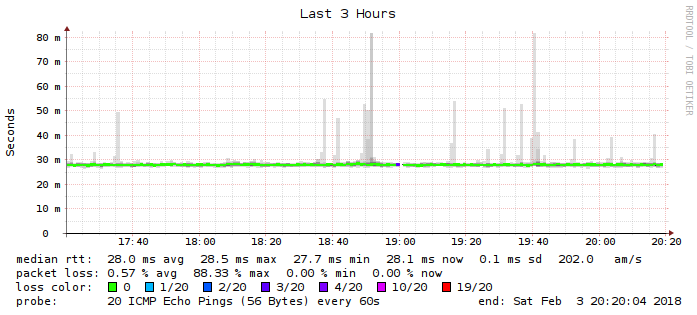 Last 3 Hours
RRDTOOL / TOBI OETIKER
Seconds
80 m
70 m
60 m
50 m
40 m
30 m
20 m
10 m
0
17:40 18:00 18:20 18:40 19:00 19:20 19:40 20:00 20:20
median rtt: 28.0 ms avg 28.5 ms max 27.7 ms min 28.1 ms now 0.1 ms sd 202.0 am/s
packet loss: 0.57 % avg 88.33 % max 0.00 % min 0.00 % now
loss color: 0 1/20 2/20 3/20 4/20 10/20 19/20
probe: 20 ICMP Echo Pings (56 Bytes) every 60s end: Sat Feb 3 20:20:04 2018